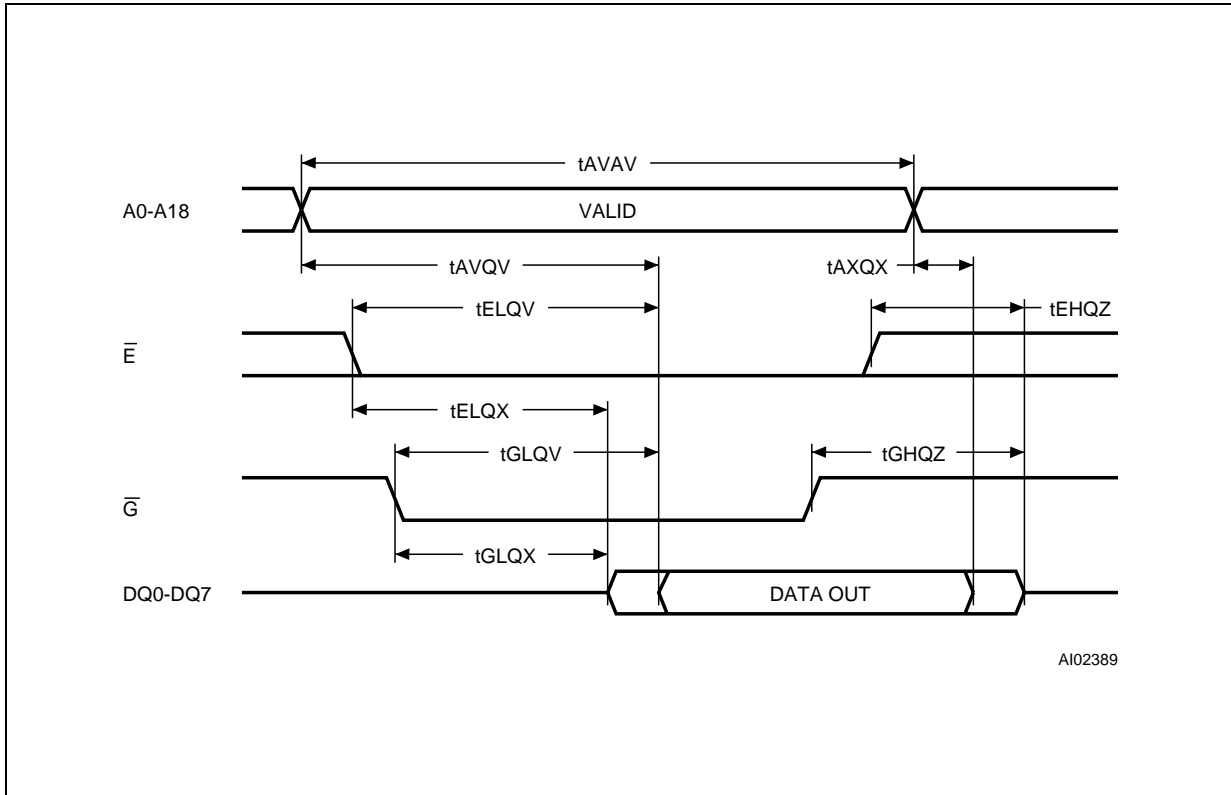 tAVAV
A0-A18 VALID
tAVQV tAXQX
tELQV tEHQZ
E̅
tELQX
tGLQV tGHQZ
G̅
tGLQX
DQ0-DQ7 DATA OUT
AI02389